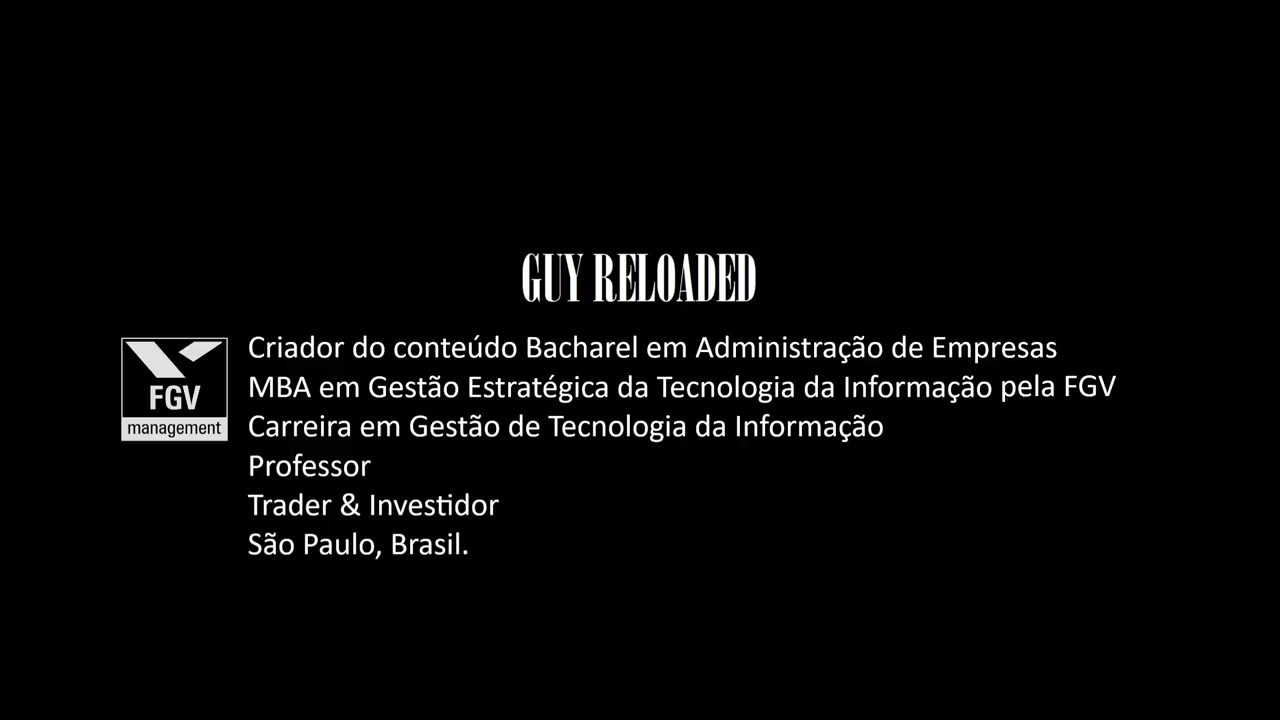 GUY RELOADED
FGV
management
Criador do conteúdo Bacharel em Administração de Empresas
MBA em Gestão Estratégica da Tecnologia da Informação pela FGV
Carreira em Gestão de Tecnologia da Informação
Professor
Trader & Investidor
São Paulo, Brasil.